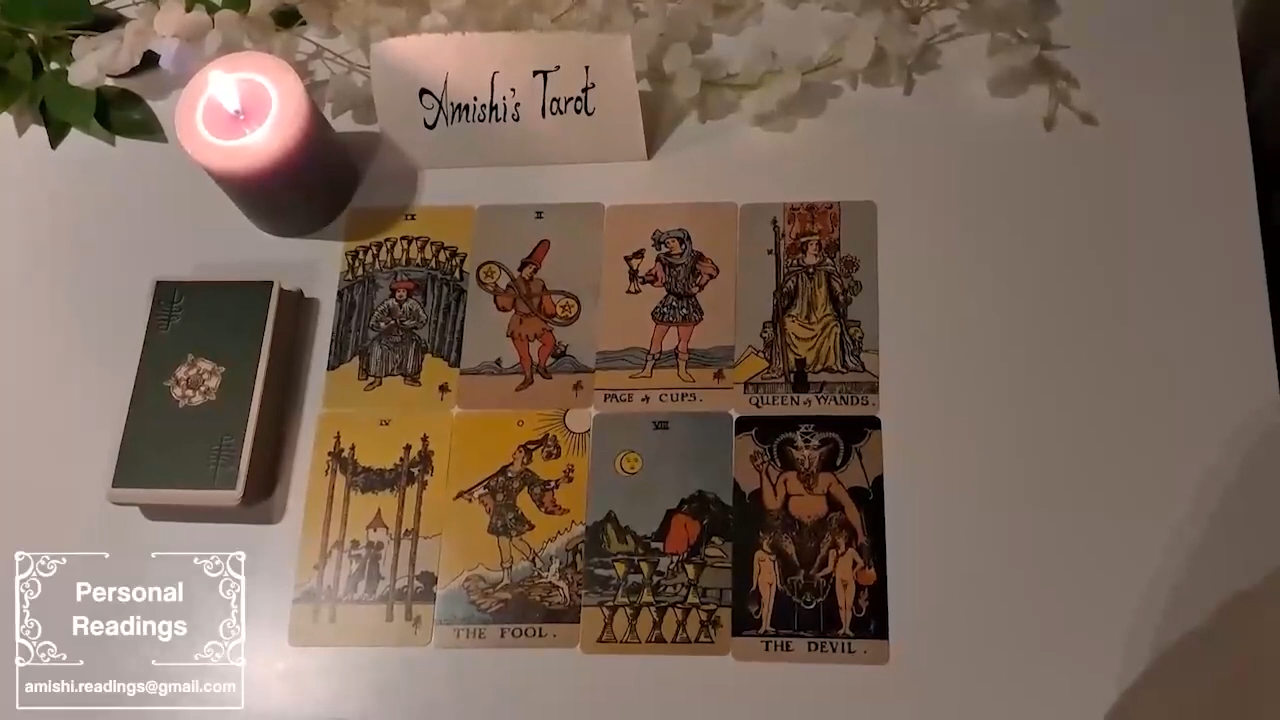 Amishi's Tarot
IX
II
PAGE of CUPS.
QUEEN of WANDS.
IV
0
THE FOOL.
VIII
XV
THE DEVIL.
Personal
Readings
amishi.readings@gmail.com